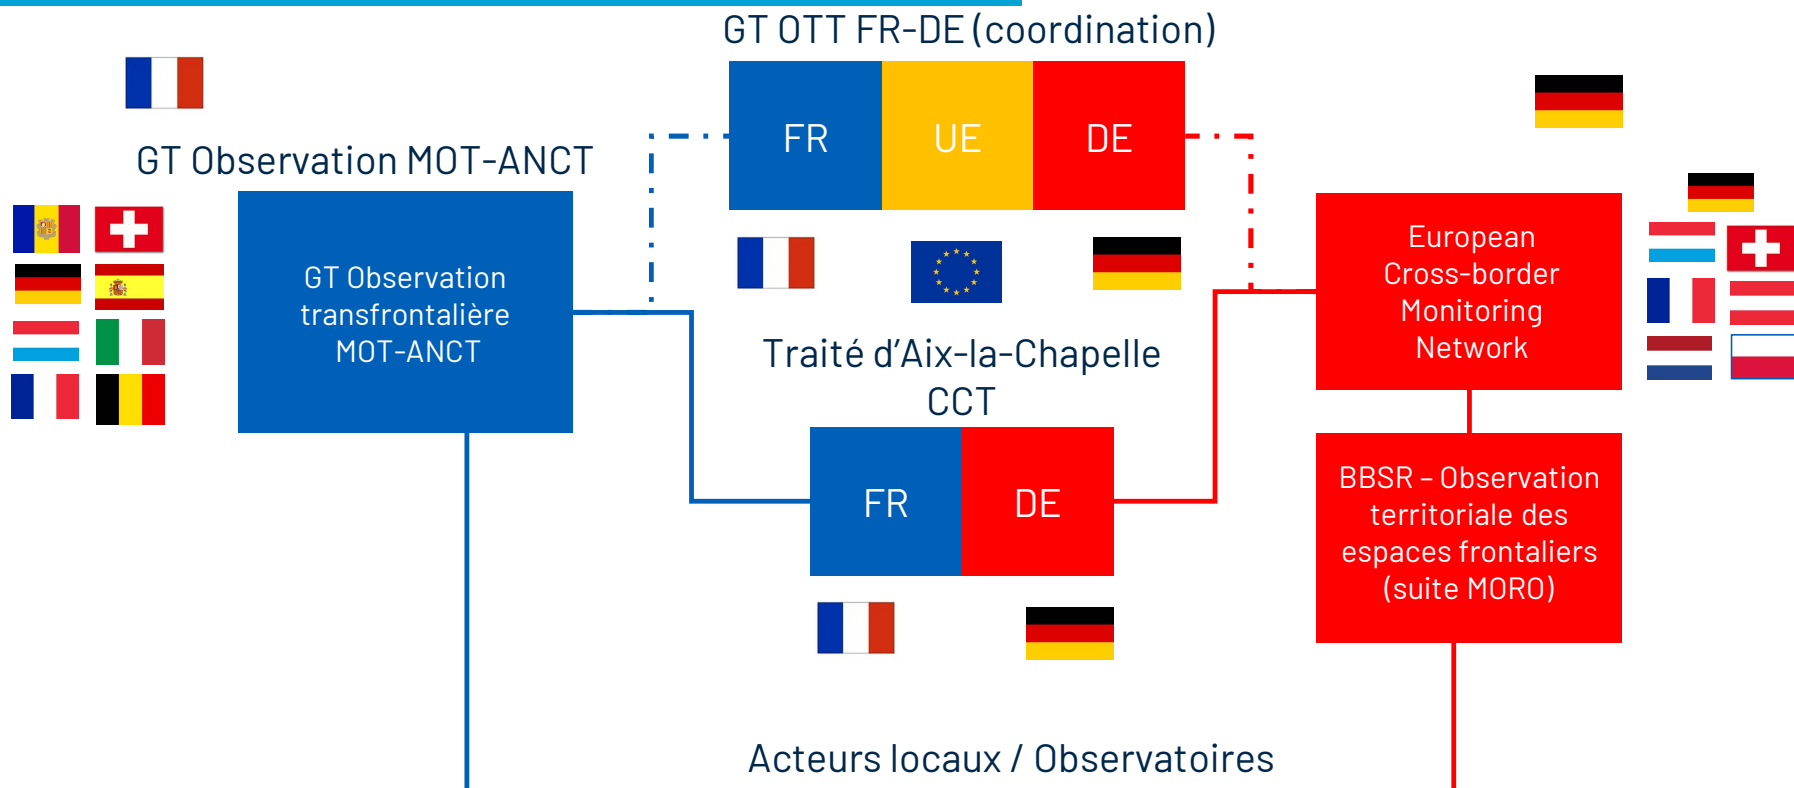 GT OTT FR-DE (coordination)
FR
UE
DE
GT Observation MOT-ANCT
GT Observation
transfrontalière
MOT-ANCT
European
Cross-border
Monitoring
Network
Traité d’Aix-la-Chapelle
CCT
FR
DE
BBSR – Observation
territoriale des
espaces frontaliers
(suite MORO)
Acteurs locaux / Observatoires